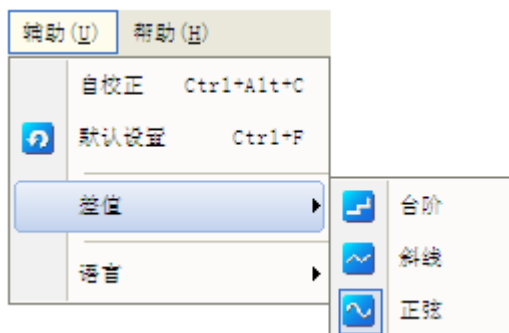 辅助(U) 帮助(H)
自校正 Ctrl+Alt+C
默认设置 Ctrl+F
差值
台阶
斜线
语言
正弦